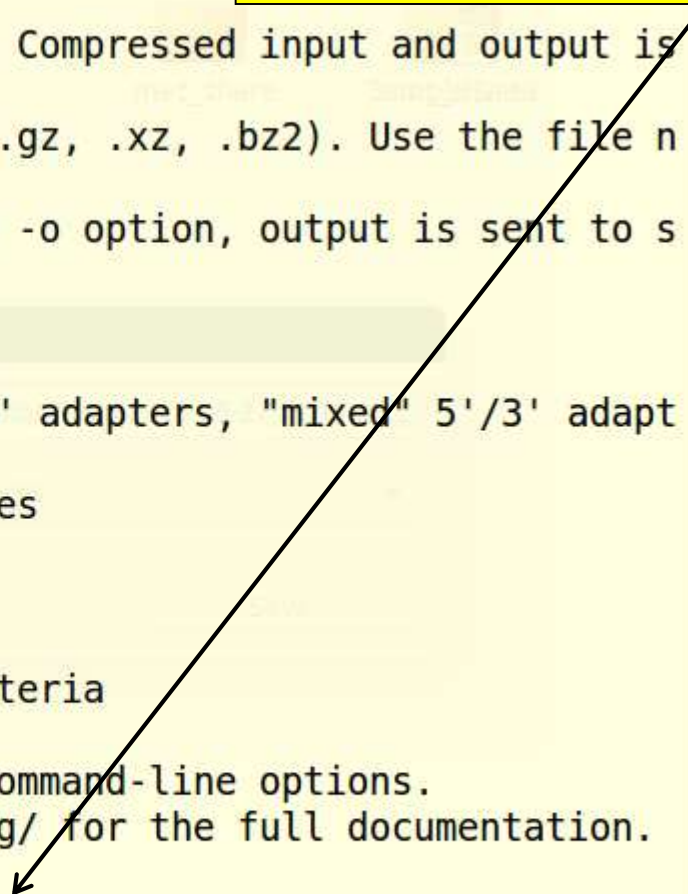 Compressed input and output is
.gz, .xz, .bz2). Use the file n
-o option, output is sent to s
' adapters, "mixed" 5'/3' adapt
es
teria
ommand-line options.
g/ for the full documentation.